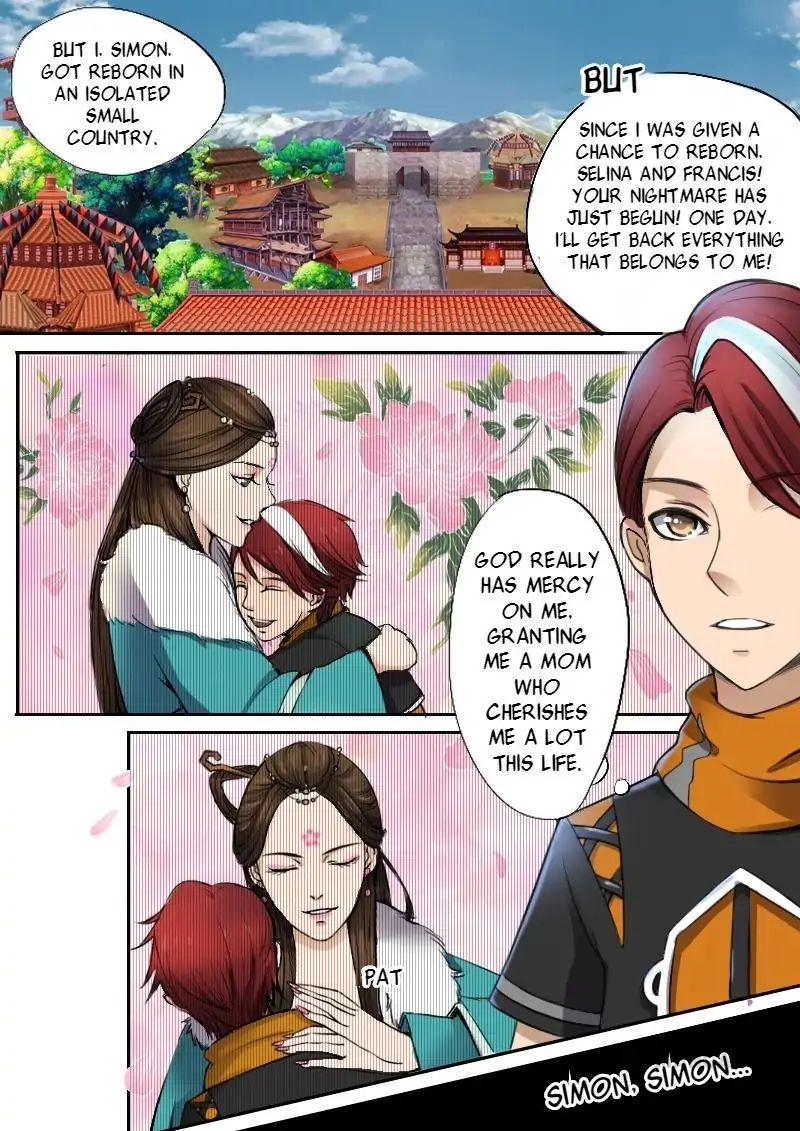 BUT I, SIMON,
GOT REBORN IN
AN ISOLATED
SMALL
COUNTRY.
BUT
SINCE I WAS GIVEN A
CHANCE TO REBORN.
SELINA AND FRANCIS!
YOUR NIGHTMARE HAS
JUST BEGUN! ONE DAY.
I'LL GET BACK EVERYTHING
THAT BELONGS TO ME!
GOD REALLY
HAS MERCY
ON ME,
GRANTING
ME A MOM
WHO
CHERISHES
ME A LOT
THIS LIFE.
PAT
SIMON, SIMON...